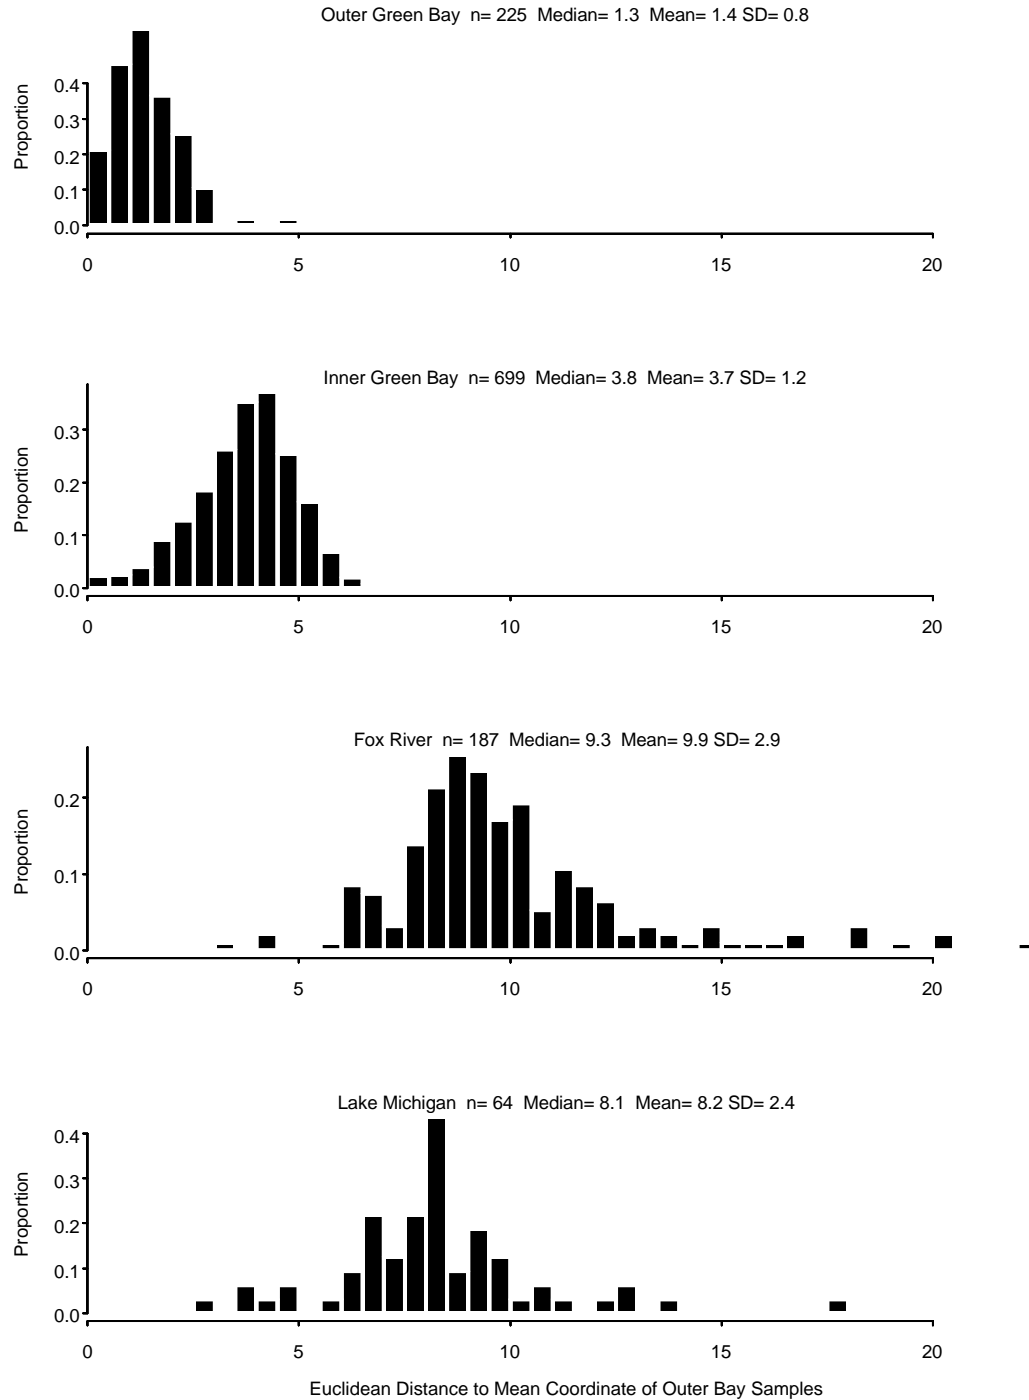 Outer Green Bay n= 225 Median= 1.3 Mean= 1.4 SD= 0.8
Proportion
0.4
0.3
0.2
0.1
0.0
0 5 10 15 20
Inner Green Bay n= 699 Median= 3.8 Mean= 3.7 SD= 1.2
Proportion
0.3
0.2
0.1
0.0
0 5 10 15 20
Fox River n= 187 Median= 9.3 Mean= 9.9 SD= 2.9
Proportion
0.2
0.1
0.0
0 5 10 15 20
Lake Michigan n= 64 Median= 8.1 Mean= 8.2 SD= 2.4
Proportion
0.4
0.3
0.2
0.1
0.0
0 5 10 15 20
Euclidean Distance to Mean Coordinate of Outer Bay Samples